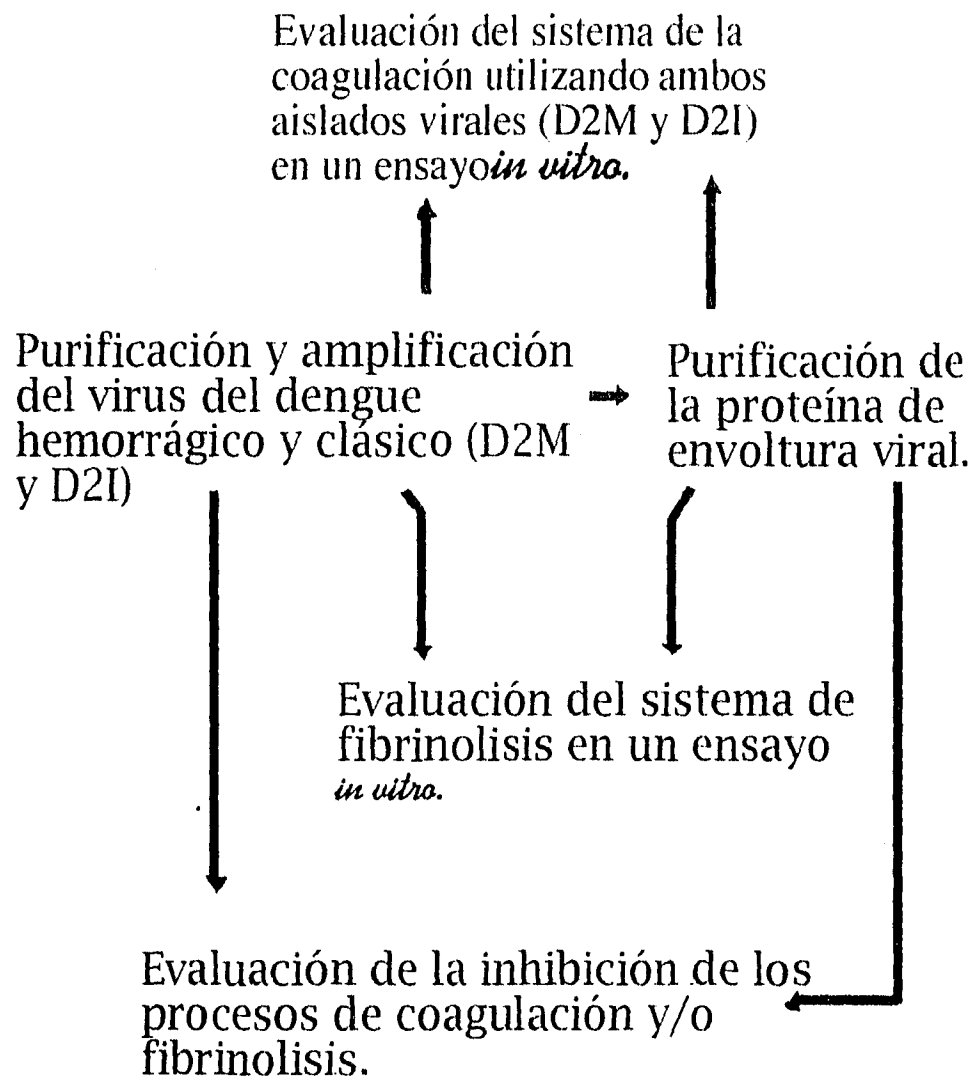 Evaluación del sistema de la
coagulación utilizando ambos
aislados virales (D2M y D2I)
en un ensayo in vitro.
Purificación y amplificación
del virus del dengue
hemorrágico y clásico (D2M
y D2I)
Purificación de
la proteína de
envoltura viral.
Evaluación del sistema de
fibrinolisis en un ensayo
in vitro.
Evaluación de la inhibición de los
procesos de coagulación y/o
fibrinolisis.